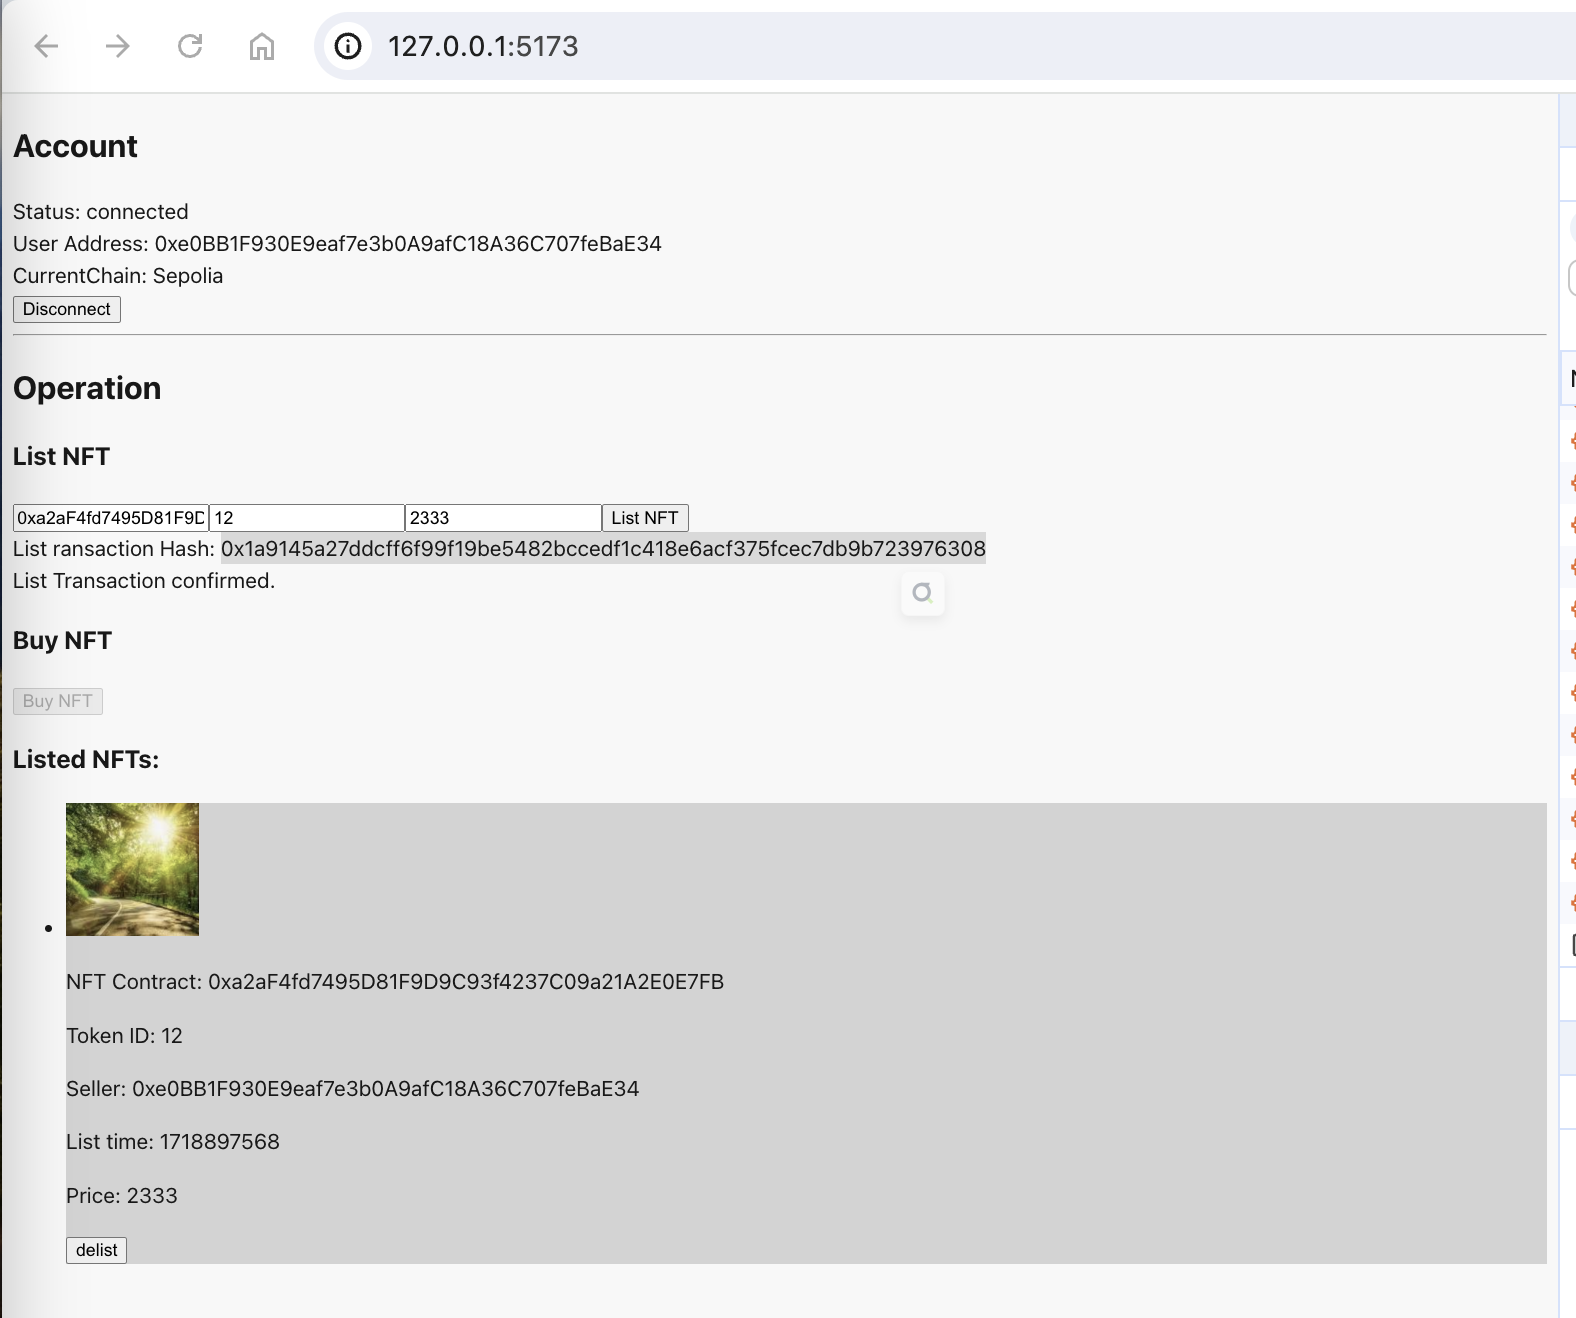 127.0.0.1:5173
Account
Status: connected
User Address: 0xe0BB1F930E9eaf7e3b0A9afC18A36C707feBaE34
CurrentChain: Sepolia
Disconnect
Operation
List NFT
0xa2aF4fd7495D81F9D 12 2333 List NFT
List ransaction Hash: 0x1a9145a27ddcff6f99f19be5482bccedf1c418e6acf375fcec7db9b723976308
List Transaction confirmed.
Buy NFT
Buy NFT
Listed NFTs:
NFT Contract: 0xa2aF4fd7495D81F9D9C93f4237C09a21A2E0E7FB
Token ID: 12
Seller: 0xe0BB1F930E9eaf7e3b0A9afC18A36C707feBaE34
List time: 1718897568
Price: 2333
delist